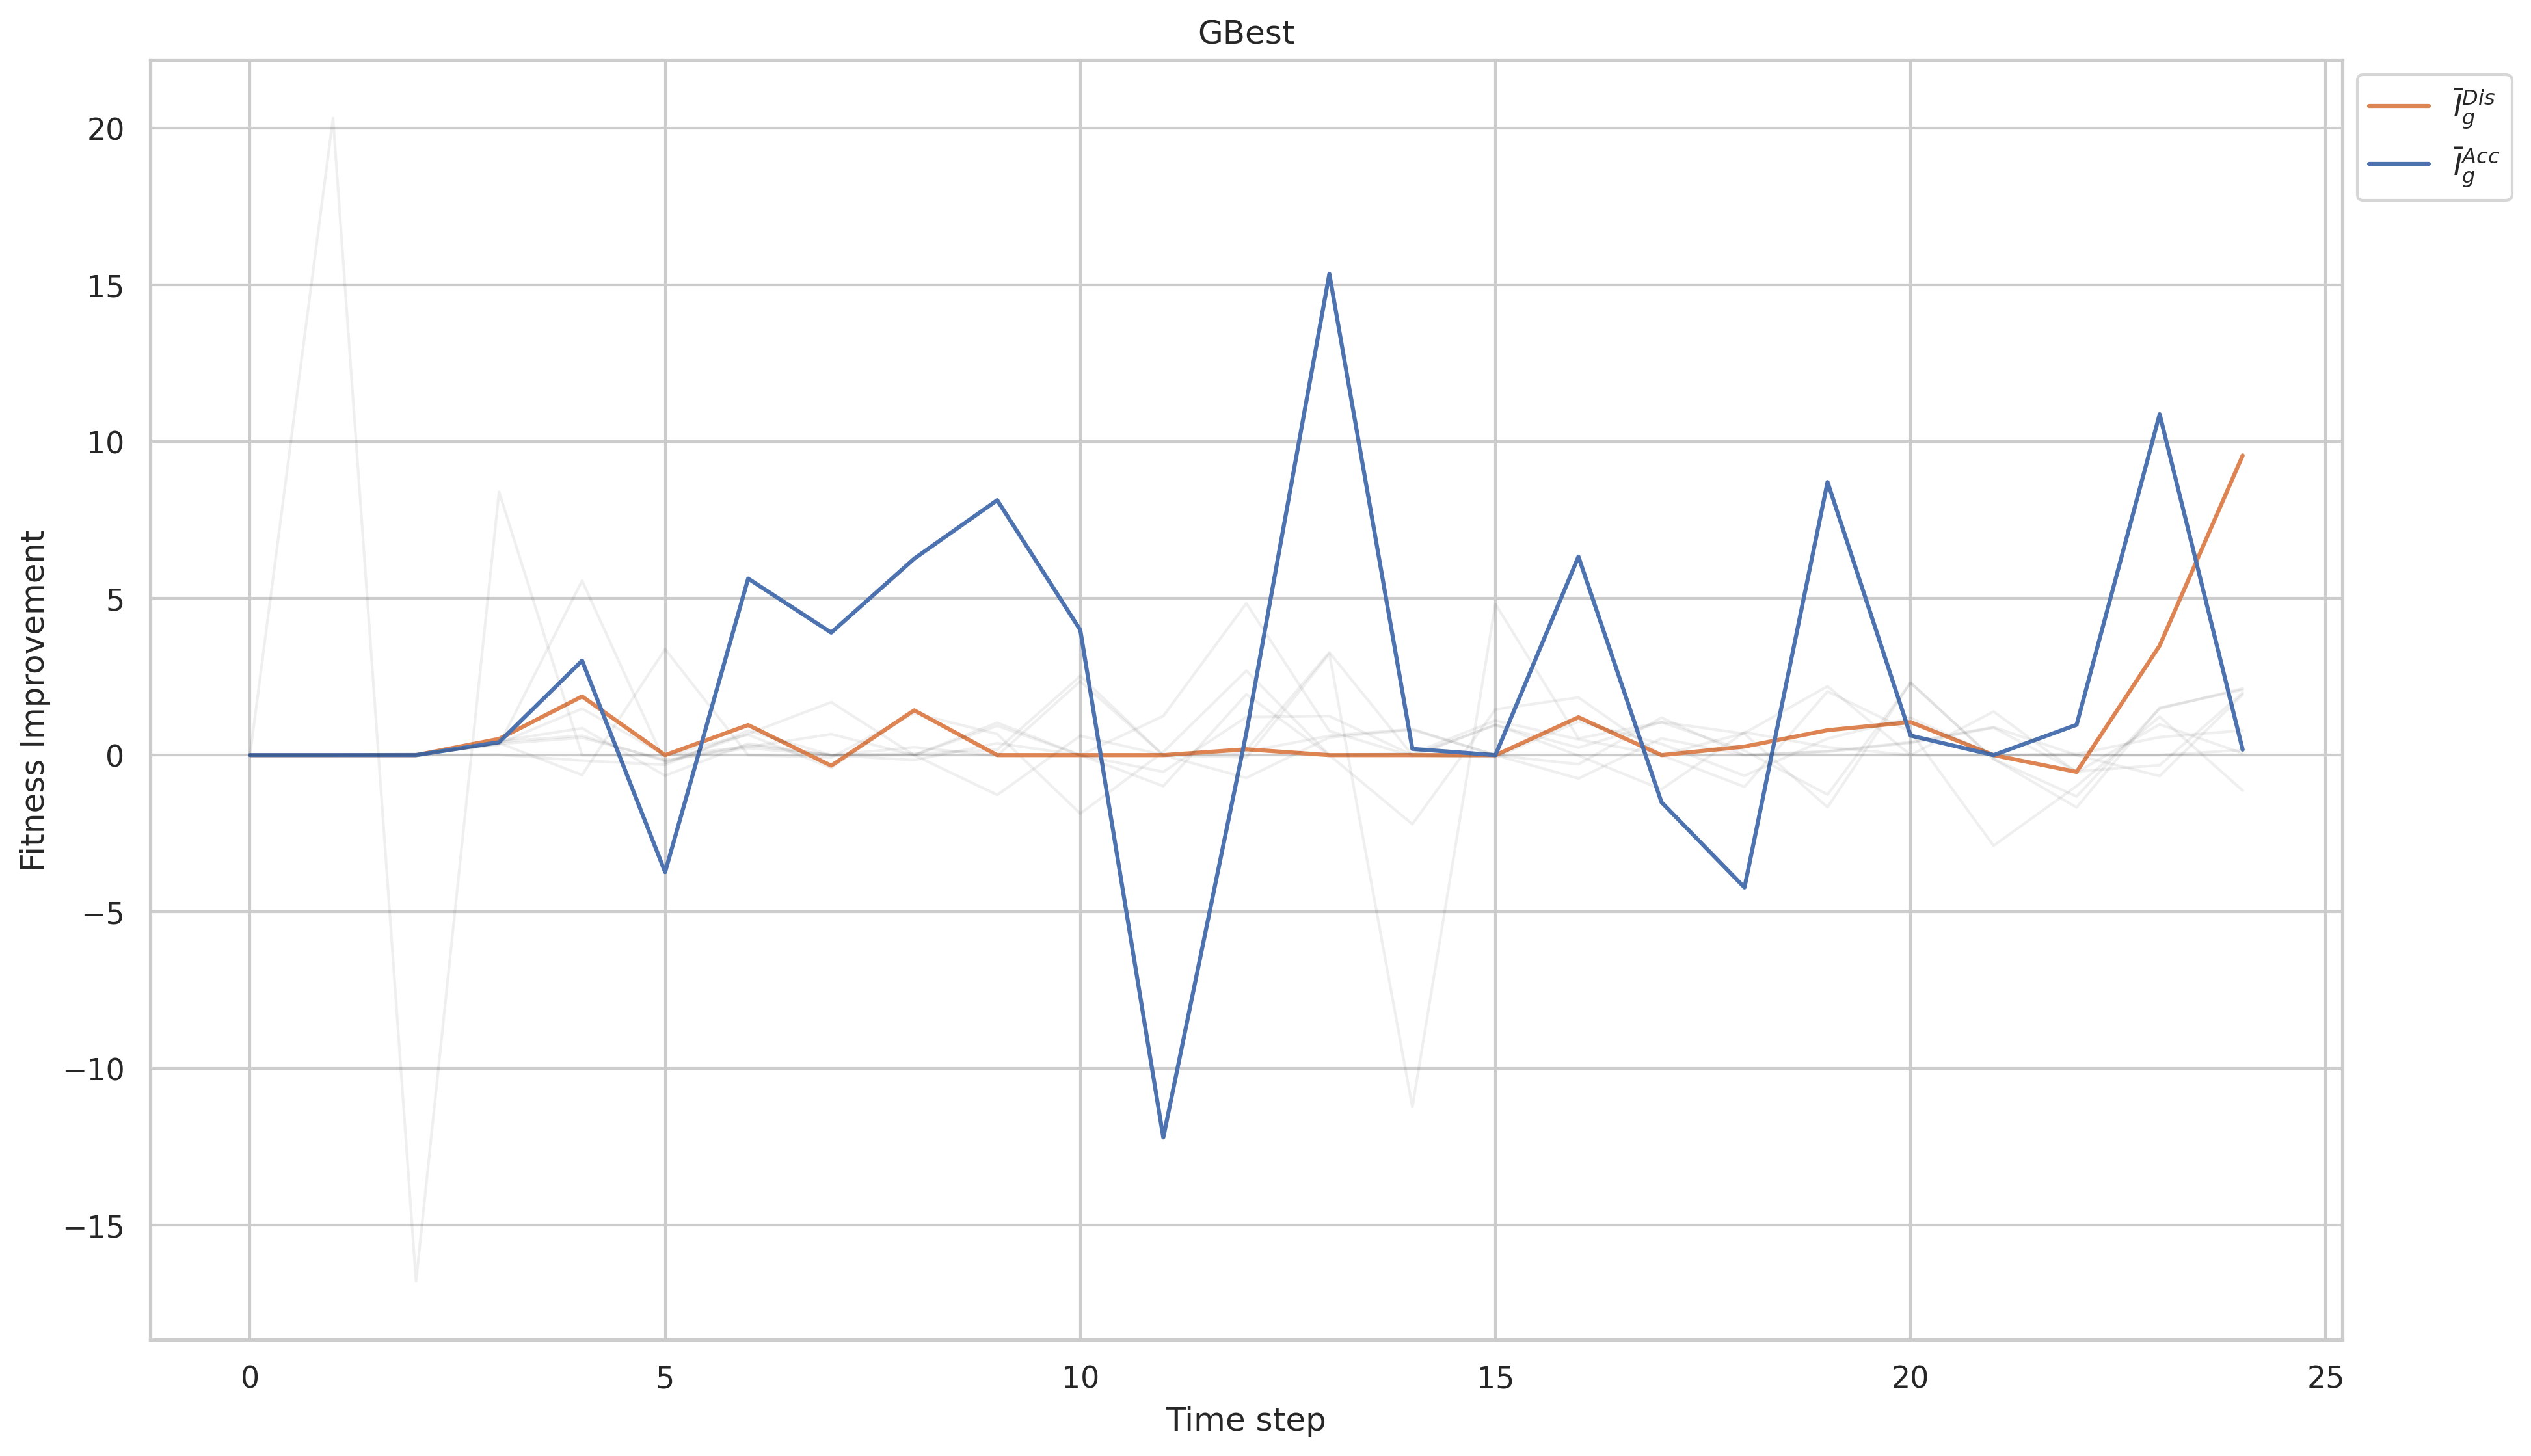 GBest
20
15
10
5
0
−5
−10
−15
Fitness Improvement
0 5 10 15 20 25
Time step
Ī_g^{Dis}
Ī_g^{Acc}